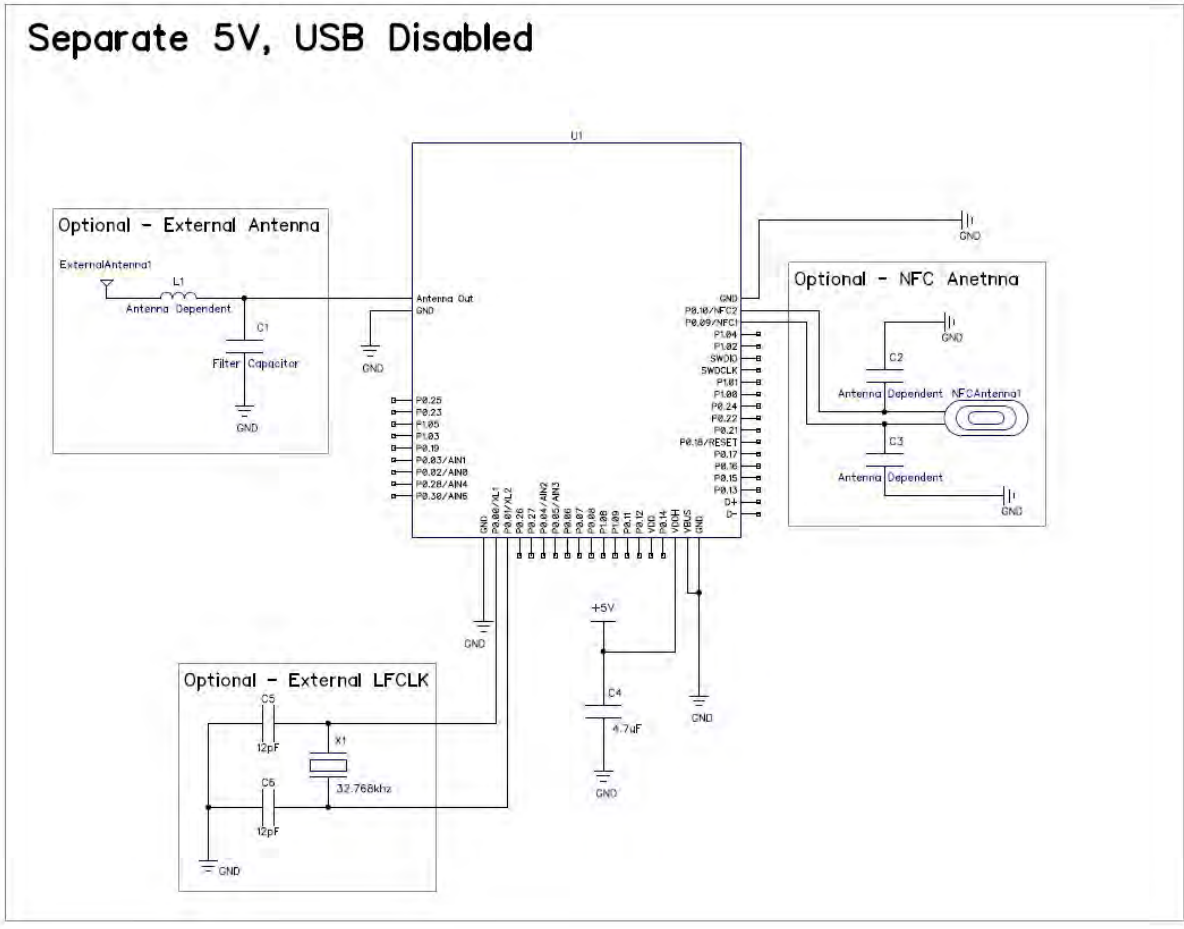 Separate 5V, USB Disabled
U1
Optional - External Antenna
ExternalAntenna1
L1
Antenna Dependent
C1
Filter Capacitor
GND
Antenna Out
GND
GND
P0.25
P0.23
P1.05
P1.03
P0.19
P0.03/AIN1
P0.02/AIN0
P0.28/AIN4
P0.30/AIN6
GND
P0.00/XL1
P0.01/XL2
P0.26
P0.27
P0.04/AIN2
P0.05/AIN3
P0.06
P0.07
P0.08
P1.08
P1.09
P0.11
P0.12
VDD
P0.14
VDDH
VBUS
GND
GND
P0.10/NFC2
P0.09/NFC1
P1.04
P1.02
SWDIO
SWDCLK
P1.01
P1.00
P0.24
P0.22
P0.21
P0.18/RESET
P0.17
P0.16
P0.15
P0.13
D+
D-
GND
Optional - NFC Anetnna
GND
C2
Antenna Dependent
NFCAntenna1
C3
Antenna Dependent
GND
GND
+5V
C4
4.7uF
GND
GND
Optional - External LFCLK
C5
12pF
X1
32.768khz
C6
12pF
GND